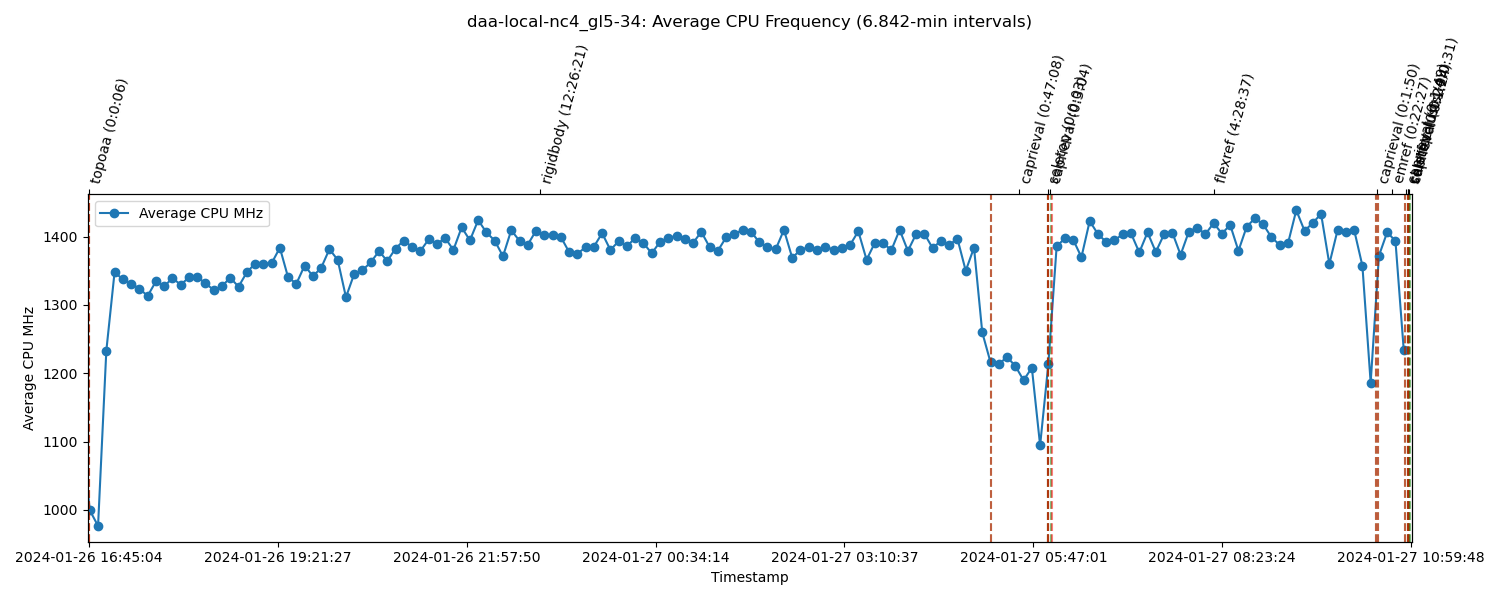 daa-local-nc4_gl5-34: Average CPU Frequency (6.842-min intervals)
topoaa (0:0:06)
rigidbody (12:26:21)
caprieval (0:47:08)
flexref (4:28:37)
caprieval (0:1:50)
emref (0:22:27)
Average CPU MHz
Average CPU MHz
1400
1300
1200
1100
1000
2024-01-26 16:45:04
2024-01-26 19:21:27
2024-01-26 21:57:50
2024-01-27 00:34:14
2024-01-27 03:10:37
2024-01-27 05:47:01
2024-01-27 08:23:24
2024-01-27 10:59:48
Timestamp